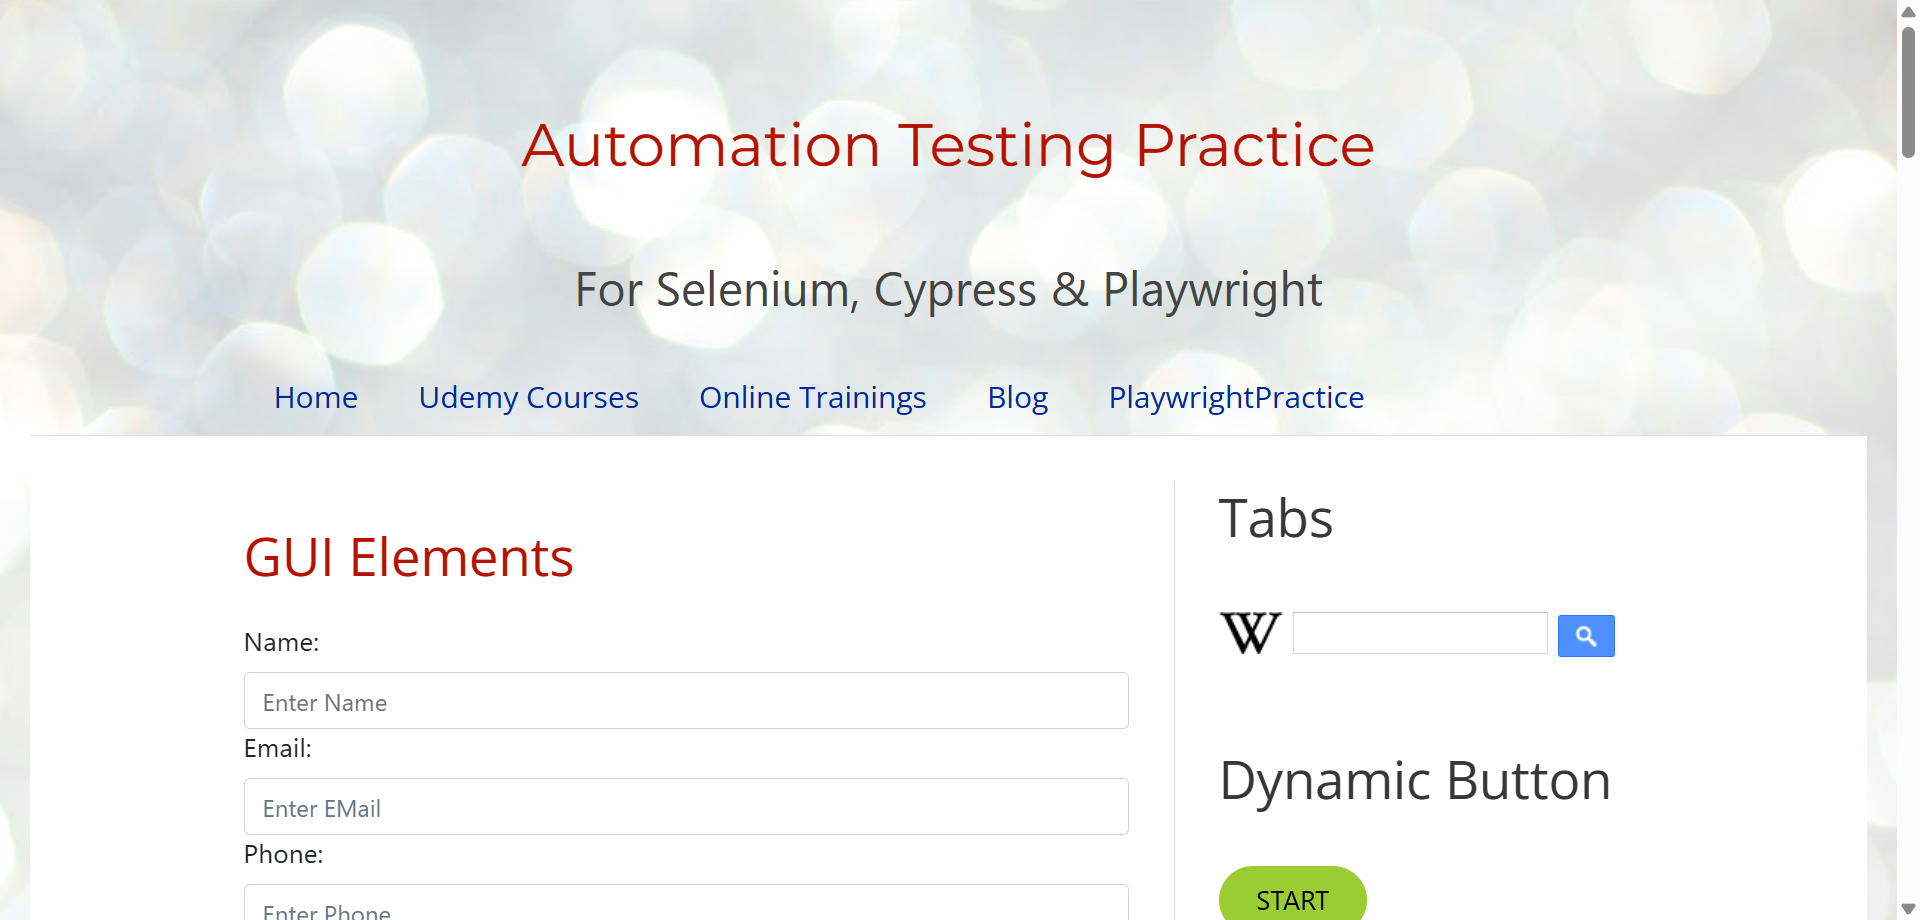 Automation Testing Practice
For Selenium, Cypress & Playwright
Home Udemy Courses Online Trainings Blog PlaywrightPractice
GUI Elements
Name:
Enter Name
Email:
Enter EMail
Phone:
Enter Phone
Tabs
W
Dynamic Button
START